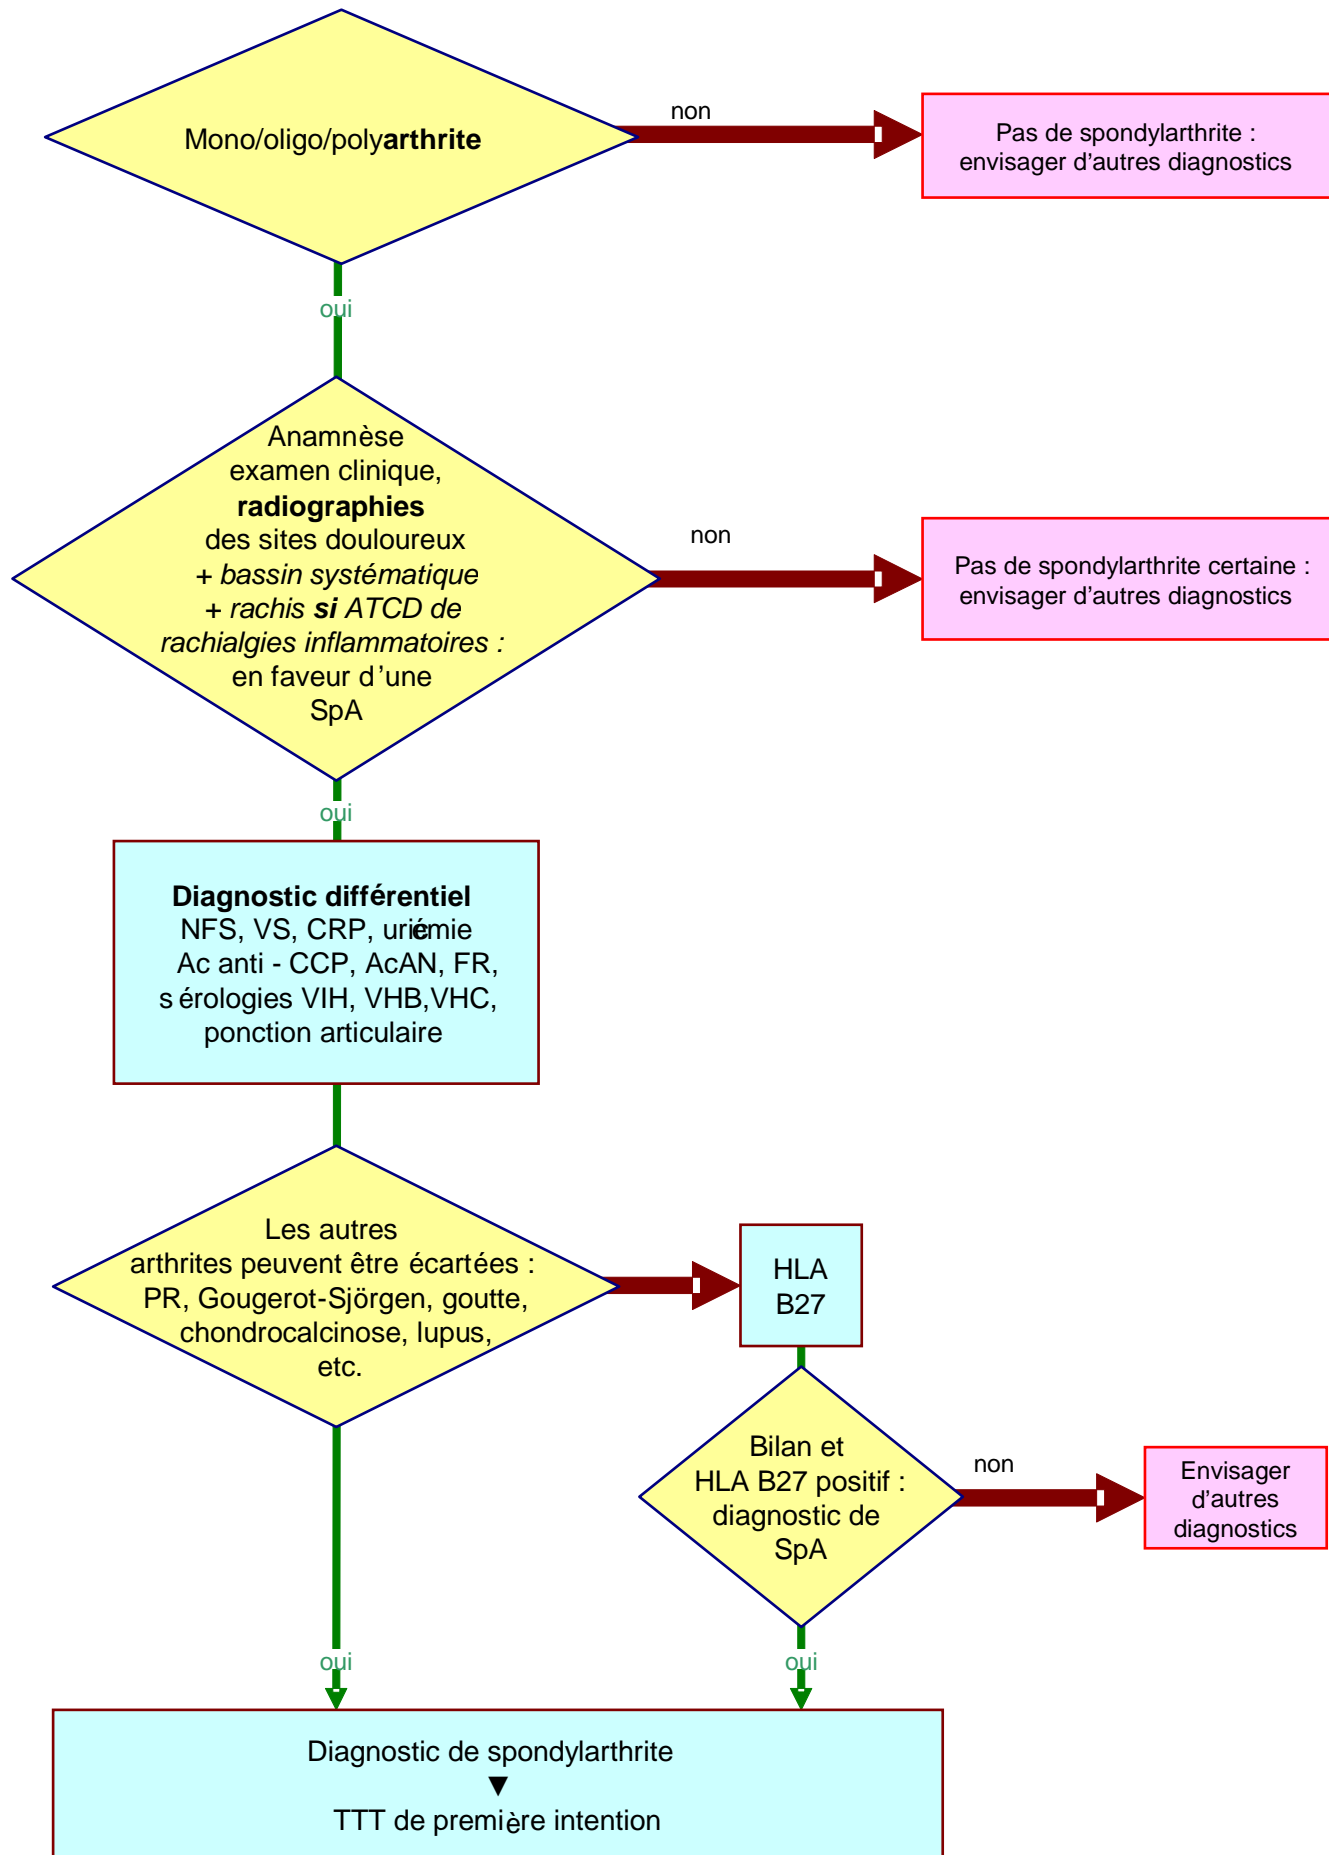 Mono/oligo/polyarthrite
non
Pas de spondylarthrite :
envisager d'autres diagnostics
oui
Anamnèse
examen clinique,
radiographies
des sites douloureux
+ bassin systématique
+ rachis si ATCD de
rachialgies inflammatoires :
en faveur d'une
SpA
non
Pas de spondylarthrite certaine :
envisager d'autres diagnostics
oui
Diagnostic différentiel
NFS, VS, CRP, uriémie
Ac anti - CCP, AcAN, FR,
sérologies VIH, VHB,VHC,
ponction articulaire
Les autres
arthrites peuvent être écartées :
PR, Gougerot-Sjörgen, goutte,
chondrocalcinose, lupus,
etc.
HLA
B27
Bilan et
HLA B27 positif :
diagnostic de
SpA
non
Envisager
d'autres
diagnostics
oui
oui
Diagnostic de spondylarthrite
▼
TTT de première intention